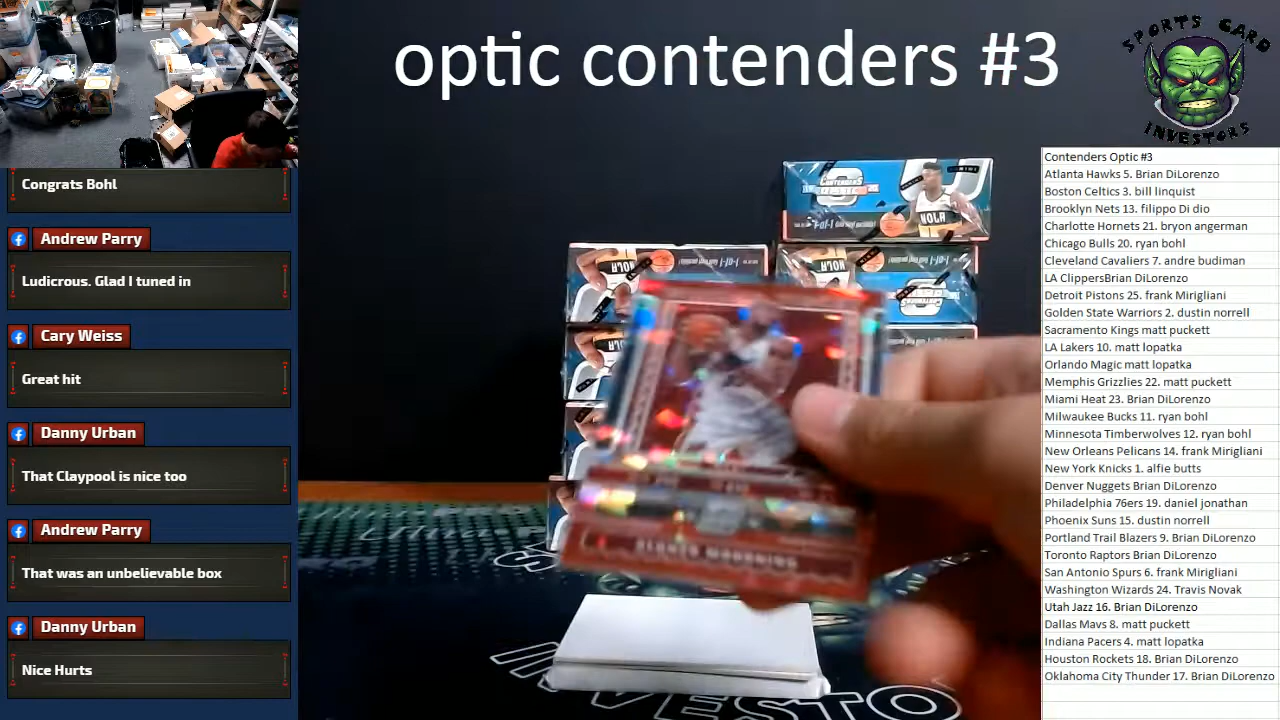 optic contenders #3
SPORTS CARD
INVESTORS
Congrats Bohl
Andrew Parry
Ludicrous. Glad I tuned in
Cary Weiss
Great hit
Danny Urban
That Claypool is nice too
Andrew Parry
That was an unbelievable box
Danny Urban
Nice Hurts
CONTENDERS
NOLA
NOLA
1-of-1
ALONZO MOURNING
INVESTO
Contenders Optic #3
Atlanta Hawks 5. Brian DiLorenzo
Boston Celtics 3. bill linquist
Brooklyn Nets 13. filippo Di dio
Charlotte Hornets 21. bryon angerman
Chicago Bulls 20. ryan bohl
Cleveland Cavaliers 7. andre budiman
LA ClippersBrian DiLorenzo
Detroit Pistons 25. frank Mirigliani
Golden State Warriors 2. dustin norrell
Sacramento Kings matt puckett
LA Lakers 10. matt lopatka
Orlando Magic matt lopatka
Memphis Grizzlies 22. matt puckett
Miami Heat 23. Brian DiLorenzo
Milwaukee Bucks 11. ryan bohl
Minnesota Timberwolves 12. ryan bohl
New Orleans Pelicans 14. frank Mirigliani
New York Knicks 1. alfie butts
Denver Nuggets Brian DiLorenzo
Philadelphia 76ers 19. daniel jonathan
Phoenix Suns 15. dustin norrell
Portland Trail Blazers 9. Brian DiLorenzo
Toronto Raptors Brian DiLorenzo
San Antonio Spurs 6. frank Mirigliani
Washington Wizards 24. Travis Novak
Utah Jazz 16. Brian DiLorenzo
Dallas Mavs 8. matt puckett
Indiana Pacers 4. matt lopatka
Houston Rockets 18. Brian DiLorenzo
Oklahoma City Thunder 17. Brian DiLorenzo